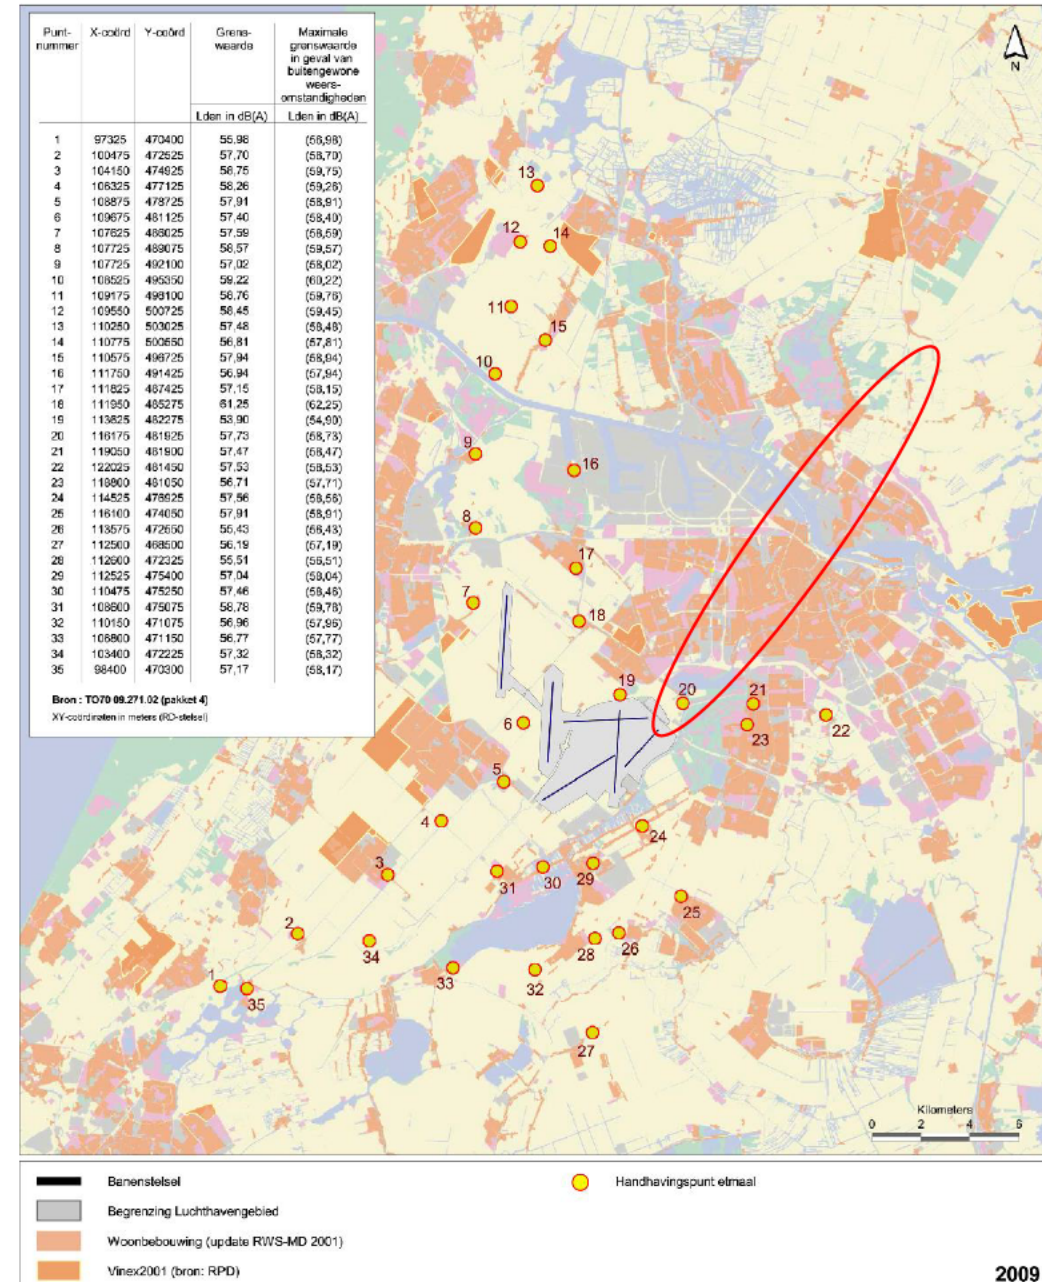 Punt-
nummer
X-coörd
Y-coörd
Grens-
waarde
Maximale
grenswaarde
in geval van
buitengewone
weers-
omstandigheden
Lden in dB(A) Lden in dB(A)
1 97325 470400 55,98 (56,98)
2 100475 472525 57,70 (58,70)
3 104150 474925 58,75 (59,75)
4 106325 477125 58,26 (59,26)
5 108875 478725 57,91 (58,91)
6 109675 481125 57,40 (58,40)
7 107625 486025 57,59 (58,59)
8 107725 489075 58,57 (59,57)
9 107725 492100 57,02 (58,02)
10 108525 495350 59,22 (60,22)
11 109175 498100 58,76 (59,76)
12 109550 500725 58,45 (59,45)
13 110250 503025 57,48 (58,48)
14 110775 500550 56,81 (57,81)
15 110575 496725 57,94 (58,94)
16 111750 491425 56,94 (57,94)
17 111825 487425 57,15 (58,15)
18 111950 485275 61,25 (62,25)
19 113625 482275 53,90 (54,90)
20 116175 481925 57,73 (58,73)
21 119050 481900 57,47 (58,47)
22 122025 481450 57,53 (58,53)
23 118800 481050 56,71 (57,71)
24 114525 476925 57,56 (58,56)
25 116100 474050 57,91 (58,91)
26 113575 472550 55,43 (56,43)
27 112500 468500 56,19 (57,19)
28 112600 472325 55,51 (56,51)
29 112525 475400 57,04 (58,04)
30 110475 475250 57,46 (58,46)
31 108600 475075 58,78 (59,78)
32 110150 471075 56,96 (57,96)
33 106800 471150 56,77 (57,77)
34 103400 472225 57,32 (58,32)
35 98400 470300 57,17 (58,17)
Bron : TO70 09.271.02 (pakket 4)
XY-coördinaten in meters (RD-stelsel)
N
13
12
14
11
15
10
9
16
8
17
7
18
19
20
21
22
6
23
5
4
24
3
31
30
29
25
2
34
28
26
1
35
33
32
27
Kilometers
0 2 4 6
Banenstelsel
Handhavingspunt etmaal
Begrenzing Luchthavengebied
Woonbebouwing (update RWS-MD 2001)
Vinex2001 (bron: RPD)
2009